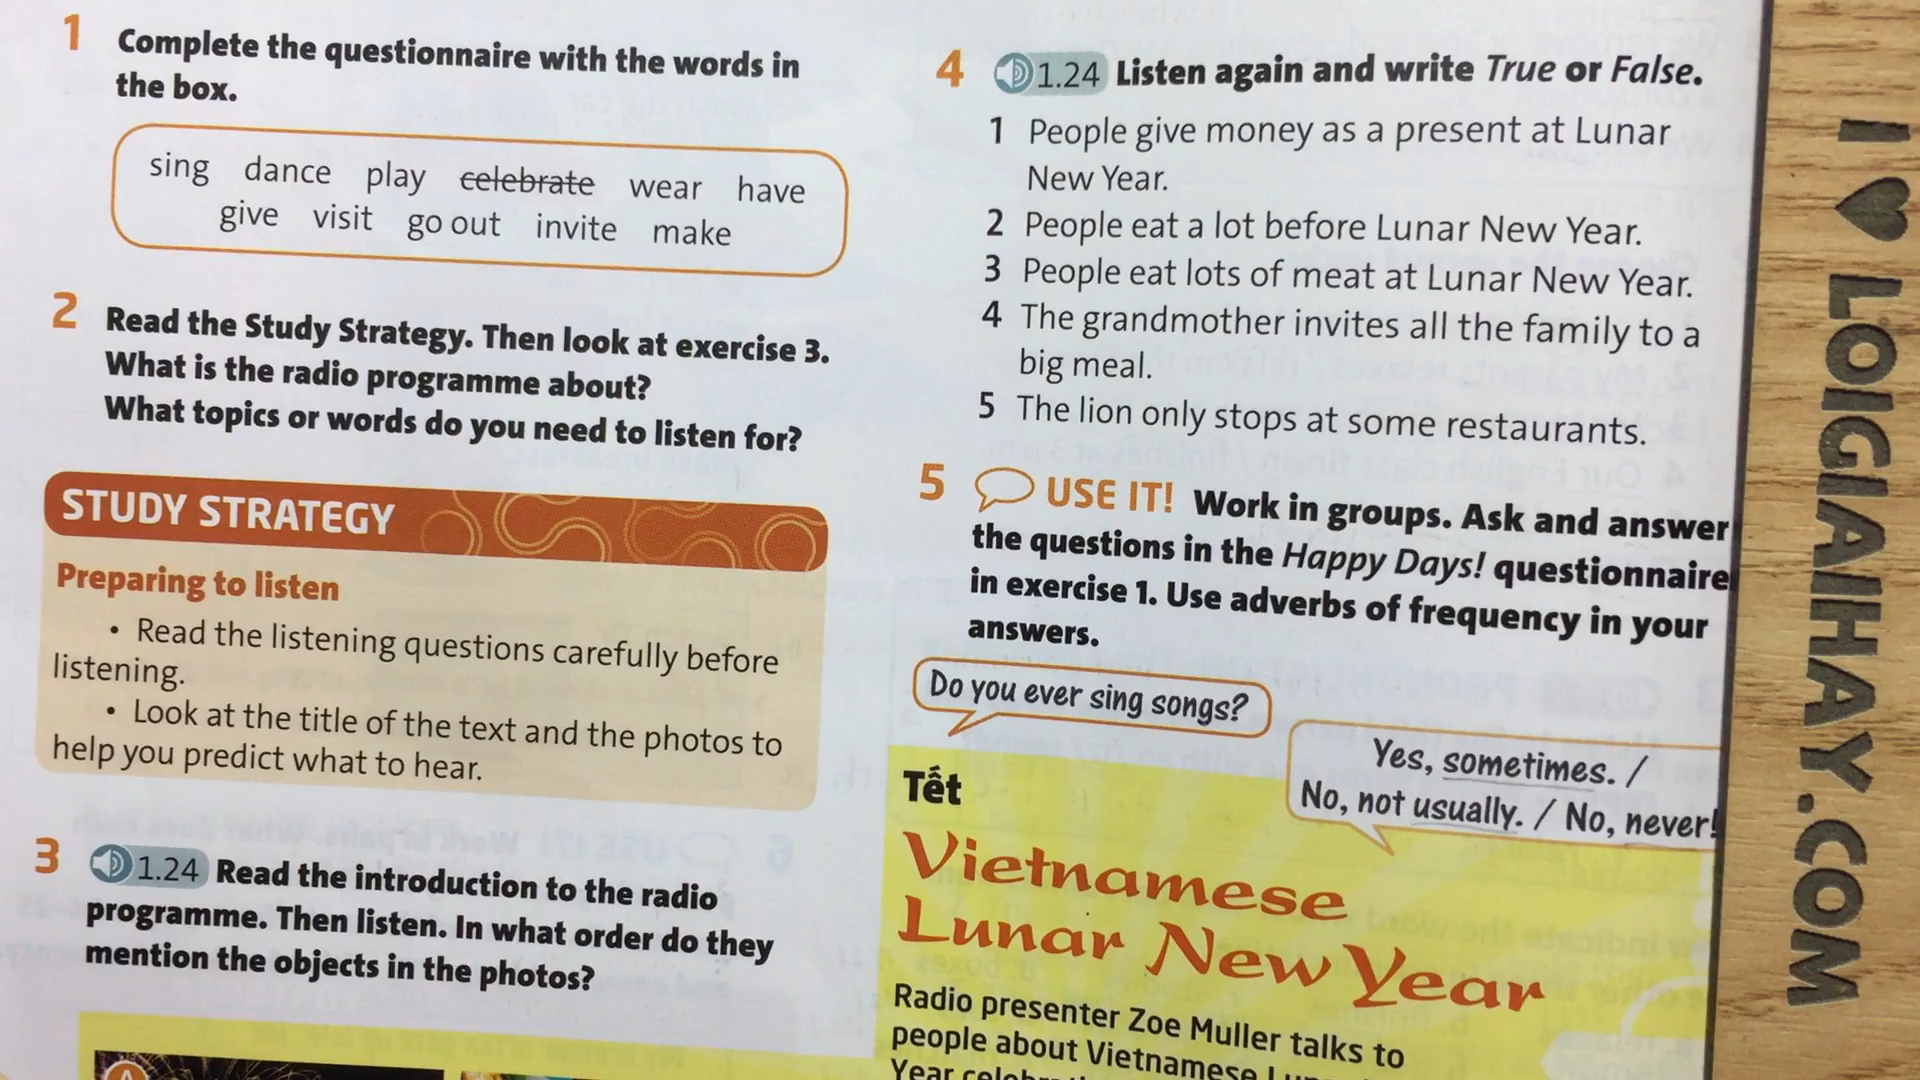 1 Complete the questionnaire with the words in
the box.
sing dance play celebrate wear have
give visit go out invite make
2 Read the Study Strategy. Then look at exercise 3.
What is the radio programme about?
What topics or words do you need to listen for?
STUDY STRATEGY
Preparing to listen
• Read the listening questions carefully before
listening.
• Look at the title of the text and the photos to
help you predict what to hear.
3 1.24 Read the introduction to the radio
programme. Then listen. In what order do they
mention the objects in the photos?
A
4 1.24 Listen again and write True or False.
1 People give money as a present at Lunar
New Year.
2 People eat a lot before Lunar New Year.
3 People eat lots of meat at Lunar New Year.
4 The grandmother invites all the family to a
big meal.
5 The lion only stops at some restaurants.
5 USE IT! Work in groups. Ask and answer
the questions in the Happy Days! questionnaire
in exercise 1. Use adverbs of frequency in your
answers.
Do you ever sing songs?
Yes, sometimes. /
No, not usually. / No, never!
Tết
Vietnamese
Lunar New Year
Radio presenter Zoe Muller talks to
people about Vietnamese
Year
I ♥ LOIGIAIHAY.COM